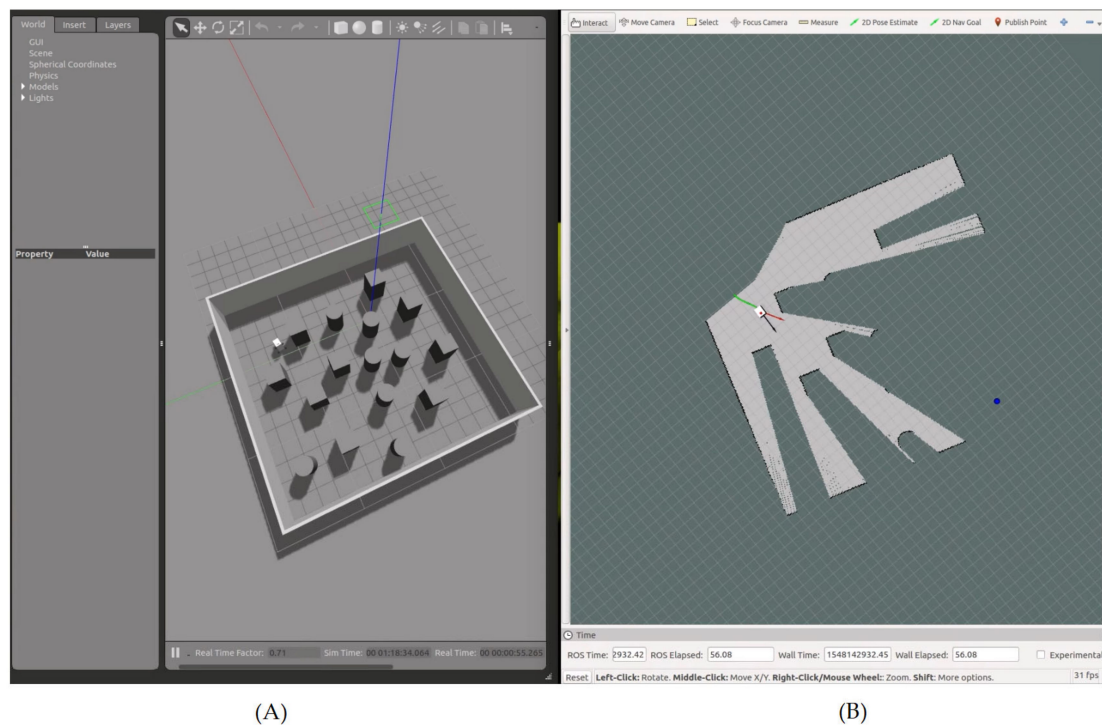 World Insert Layers
GUI
Scene
Spherical Coordinates
Physics
Models
Lights
Property Value
Real Time Factor: 0.71 Sim Time: 00 01:18:34.064 Real Time: 00 00:00:55.265
Interact Move Camera Select Focus Camera Measure 2D Pose Estimate 2D Nav Goal Publish Point
Time
ROS Time: 2932.42 ROS Elapsed: 56.08 Wall Time: 1548142932.45 Wall Elapsed: 56.08 Experimental
Reset Left-Click: Rotate. Middle-Click: Move X/Y. Right-Click/Mouse Wheel:: Zoom. Shift: More options. 31 fps
(A) (B)